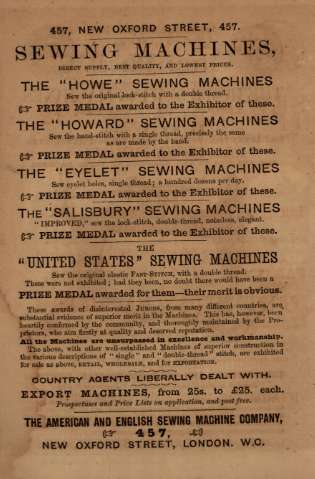 457, NEW OXFORD STREET, 457.
SEWING MACHINES,
DIRECT SUPPLY, BEST QUALITY, AND LOWEST PRICES.
THE "HOWE" SEWING MACHINES
Sew the original lock-stitch with a double thread.
☞ PRIZE MEDAL awarded to the Exhibitor of these.
THE "HOWARD" SEWING MACHINES
Sew the hand-stitch with a single thread, precisely the same
as are made by the hand.
☞ PRIZE MEDAL awarded to the Exhibitor of these.
THE "EYELET" SEWING MACHINES
Sew eyelet holes, single thread; a hundred dozens per day.
☞ PRIZE MEDAL awarded to the Exhibitor of these.
The "SALISBURY" SEWING MACHINES
"IMPROVED," sew the lock-stitch, double-thread, noiseless, elegant.
☞ PRIZE MEDAL awarded to the Exhibitor of these.
THE
"UNITED STATES" SEWING MACHINES
Sew the original elastic FAST-STITCH, with a double thread.
These were not exhibited; had they been, no doubt there would have been a
PRIZE MEDAL awarded for them—their merit is obvious.
These awards of disinterested JURORS, from many different countries, are
substantial evidence of superior merit in the Machines. This has, however, been
heartily confirmed by the community, and thoroughly maintained by the Pro-
prietors, who aim firstly at quality and deserved reputation.
All the Machines are unsurpassed in excellence and workmanship.
The above, with other well-established Machines of superior construction in
the various descriptions of "single" and "double-thread" stitch, are exhibited
for sale as above, RETAIL, WHOLESALE, and for EXPORTATION.
COUNTRY AGENTS LIBERALLY DEALT WITH.
EXPORT MACHINES, from 25s. to £25. each.
Prospectuses and Price Lists on application, and post free.
THE AMERICAN AND ENGLISH SEWING MACHINE COMPANY,
☞ 457, ☜
NEW OXFORD STREET, LONDON. W.C.